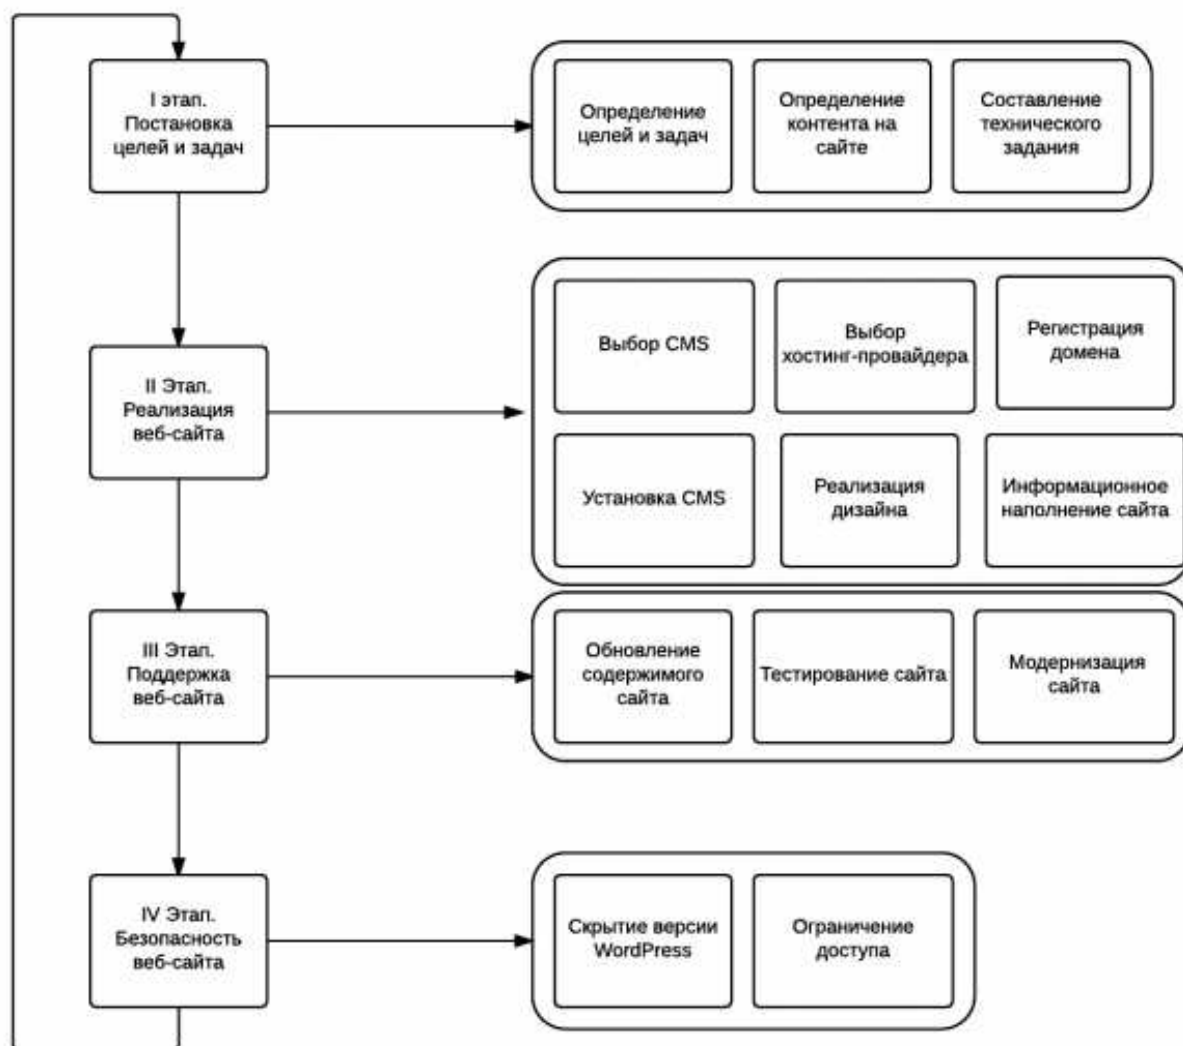 I этап.
Постановка
целей и задач
Определение
целей и задач
Определение
контента на
сайте
Составление
технического
задания
II Этап.
Реализация
веб-сайта
Выбор CMS
Выбор
хостинг-провайдера
Регистрация
домена
Установка CMS
Реализация
дизайна
Информационное
наполнение сайта
III Этап.
Поддержка
веб-сайта
Обновление
содержимого
сайта
Тестирование сайта
Модернизация
сайта
IV Этап.
Безопасность
веб-сайта
Скрытие версии
WordPress
Ограничение
доступа